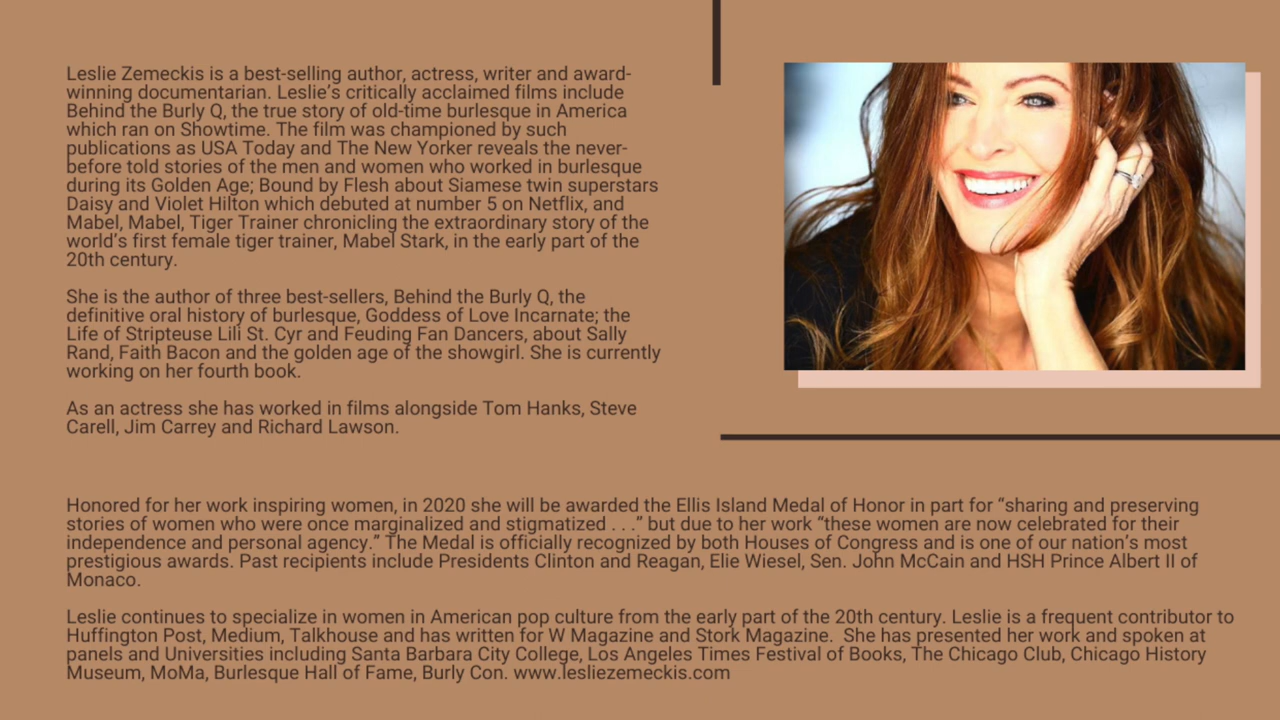 Leslie Zemeckis is a best-selling author, actress, writer and award-
winning documentarian. Leslie's critically acclaimed films include
Behind the Burly Q, the true story of old-time burlesque in America
which ran on Showtime. The film was championed by such
publications as USA Today and The New Yorker reveals the never-
before told stories of the men and women who worked in burlesque
during its Golden Age; Bound by Flesh about Siamese twin superstars
Daisy and Violet Hilton which debuted at number 5 on Netflix, and
Mabel, Mabel, Tiger Trainer chronicling the extraordinary story of the
world's first female tiger trainer, Mabel Stark, in the early part of the
20th century.
She is the author of three best-sellers, Behind the Burly Q, the
definitive oral history of burlesque, Goddess of Love Incarnate; the
Life of Stripteuse Lili St. Cyr and Feuding Fan Dancers, about Sally
Rand, Faith Bacon and the golden age of the showgirl. She is currently
working on her fourth book.
As an actress she has worked in films alongside Tom Hanks, Steve
Carell, Jim Carrey and Richard Lawson.
Honored for her work inspiring women, in 2020 she will be awarded the Ellis Island Medal of Honor in part for “sharing and preserving
stories of women who were once marginalized and stigmatized . . .” but due to her work “these women are now celebrated for their
independence and personal agency.” The Medal is officially recognized by both Houses of Congress and is one of our nation's most
prestigious awards. Past recipients include Presidents Clinton and Reagan, Elie Wiesel, Sen. John McCain and HSH Prince Albert II of
Monaco.
Leslie continues to specialize in women in American pop culture from the early part of the 20th century. Leslie is a frequent contributor to
Huffington Post, Medium, Talkhouse and has written for W Magazine and Stork Magazine.  She has presented her work and spoken at
panels and Universities including Santa Barbara City College, Los Angeles Times Festival of Books, The Chicago Club, Chicago History
Museum, MoMa, Burlesque Hall of Fame, Burly Con. www.lesliezemeckis.com